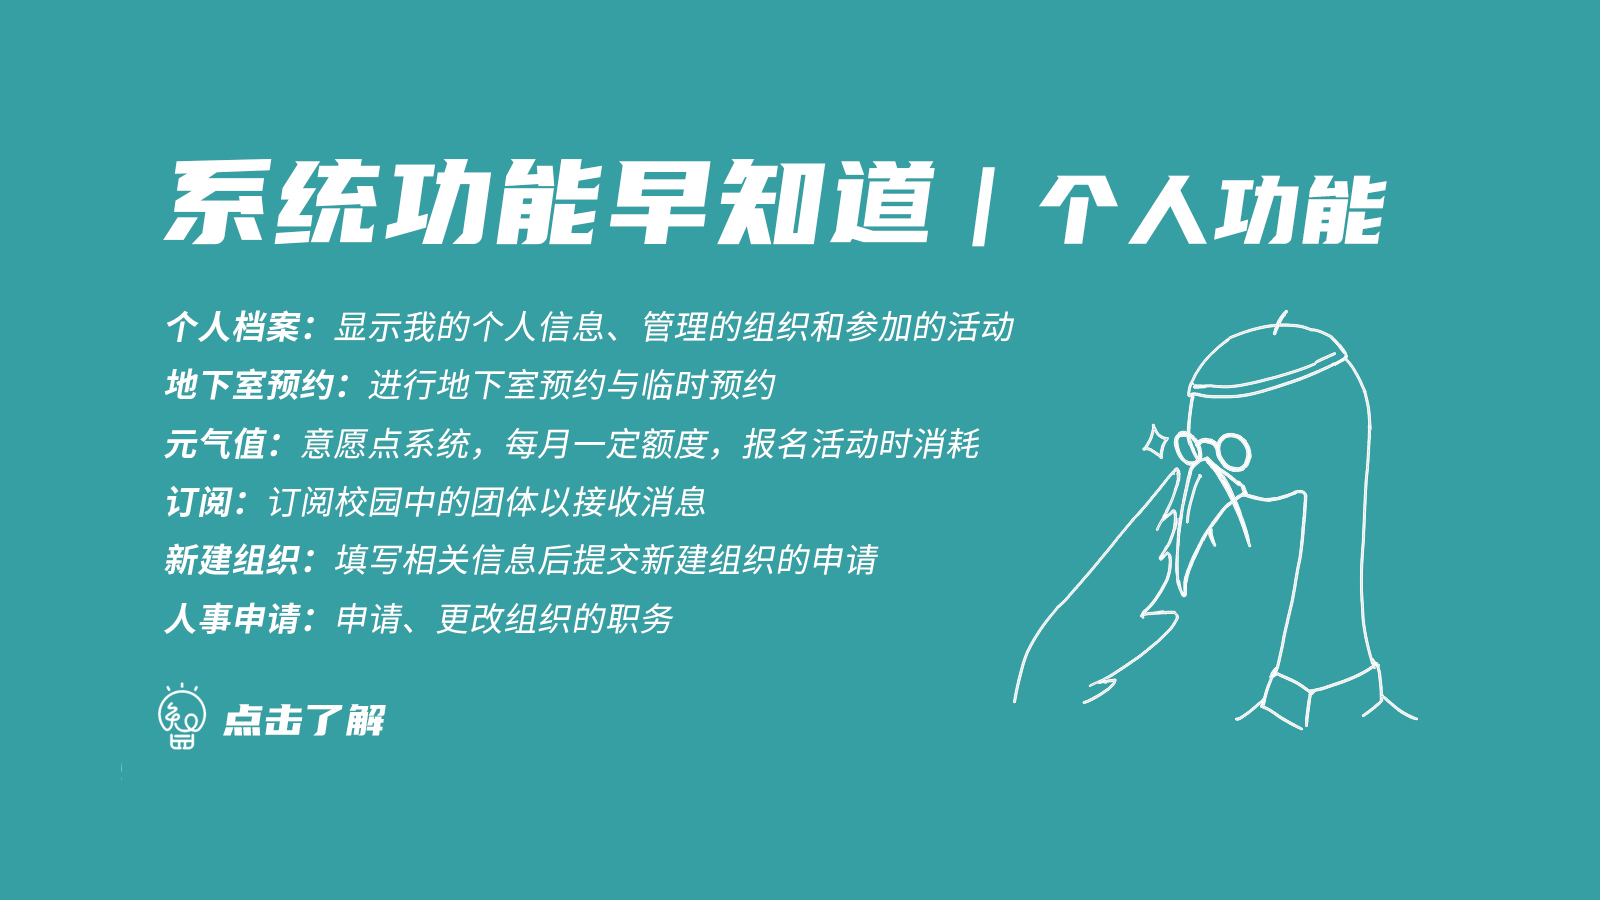 系统功能早知道 | 个人功能
个人档案：显示我的个人信息、管理的组织和参加的活动
地下室预约：进行地下室预约与临时预约
元气值：意愿点系统，每月一定额度，报名活动时消耗
订阅：订阅校园中的团体以接收消息
新建组织：填写相关信息后提交新建组织的申请
人事申请：申请、更改组织的职务
点击了解